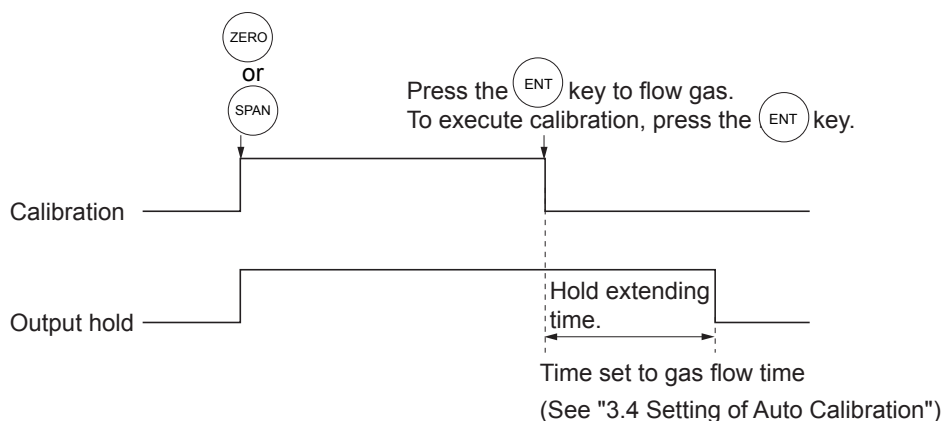 ZERO
or
SPAN
Press the ENT key to flow gas.
To execute calibration, press the ENT key.
Calibration
Output hold
Hold extending
time.
Time set to gas flow time
(See "3.4 Setting of Auto Calibration")